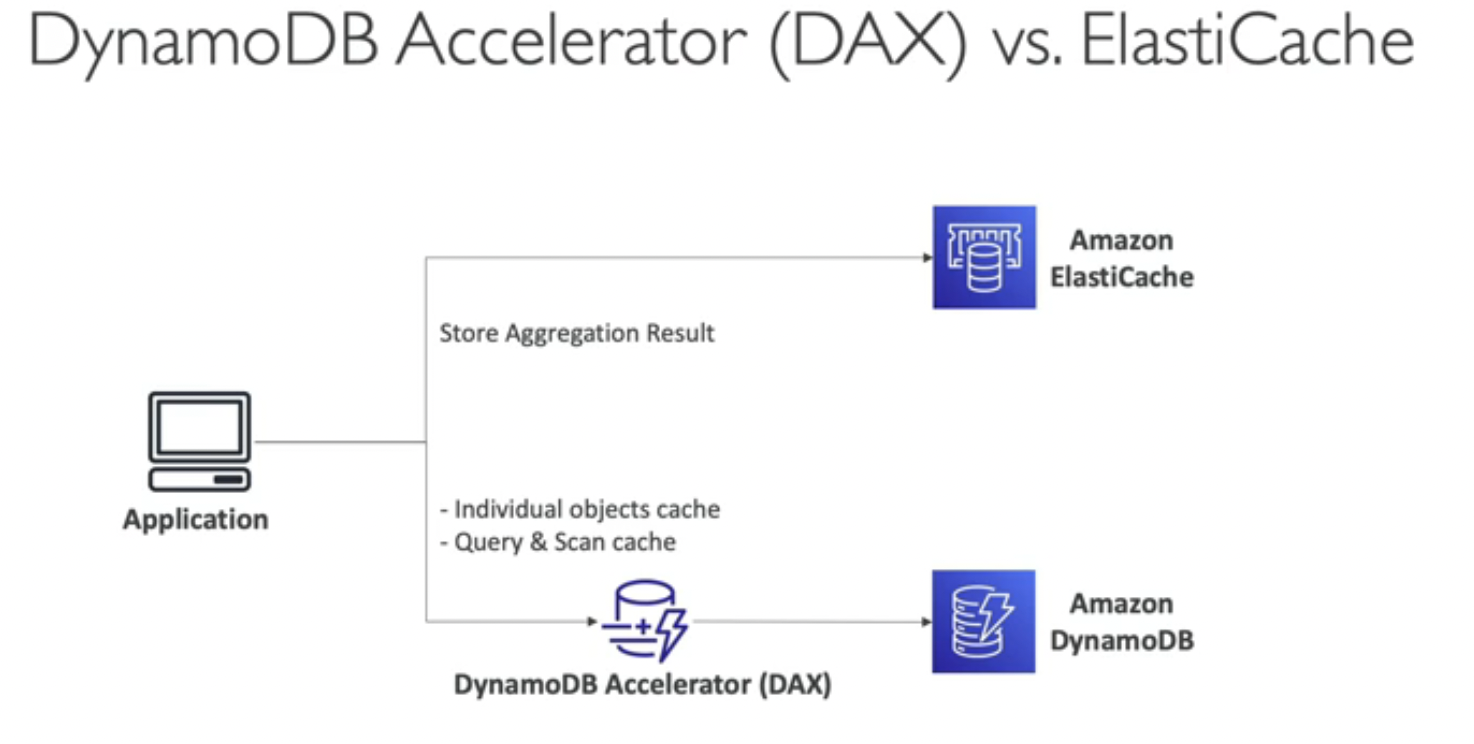 DynamoDB Accelerator (DAX) vs. ElastiCache
Amazon
ElastiCache
Store Aggregation Result
Application
- Individual objects cache
- Query & Scan cache
Amazon
DynamoDB
DynamoDB Accelerator (DAX)